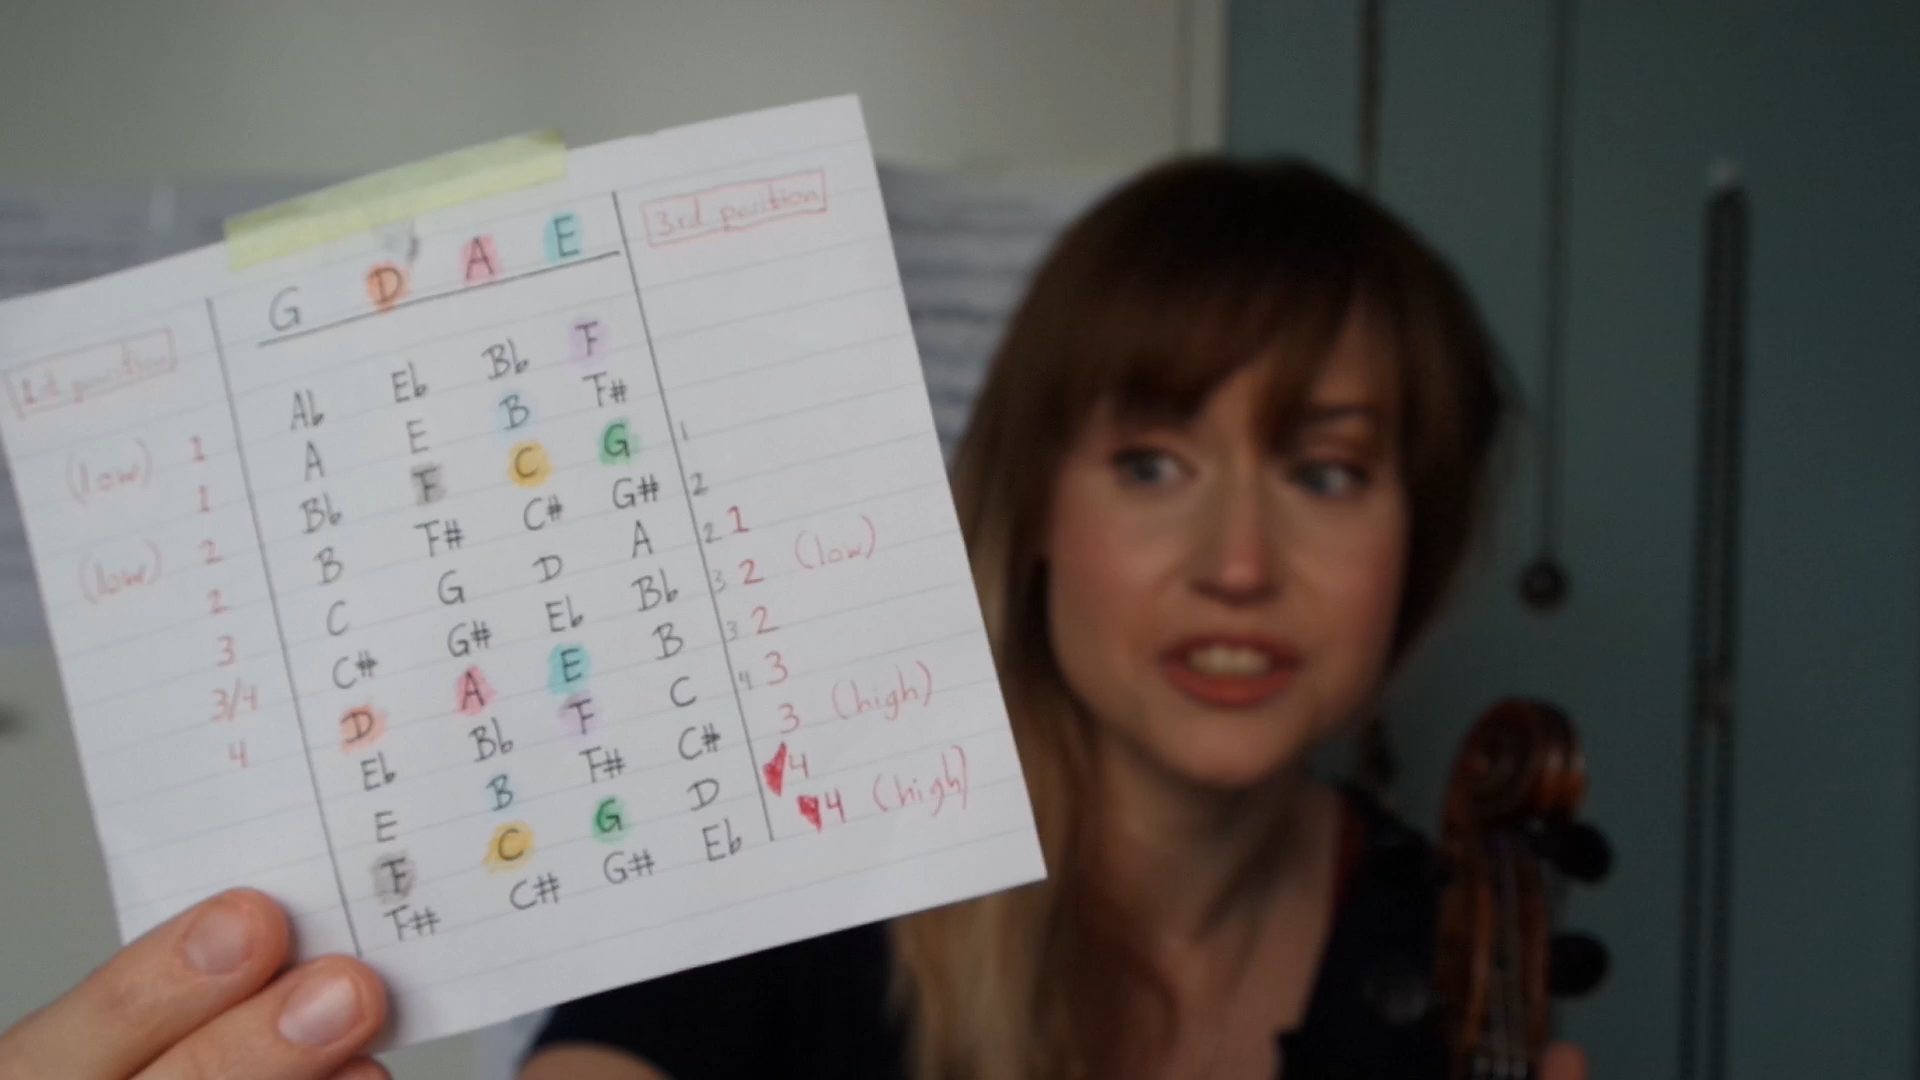 G D A E 3rd position
position
(low) 1 Ab Eb Bb F
1 A E B F#
(low) 2 Bb F C G 1
2 B F# C# G# 2
3 C G D A 2 1
3/4 C# G# Eb Bb 3 2 (low)
4 D A E B 3 2
Eb Bb F C 4 3
E B F# C# 3 (high)
F C G D 4
F# C# G# Eb 4 (high)